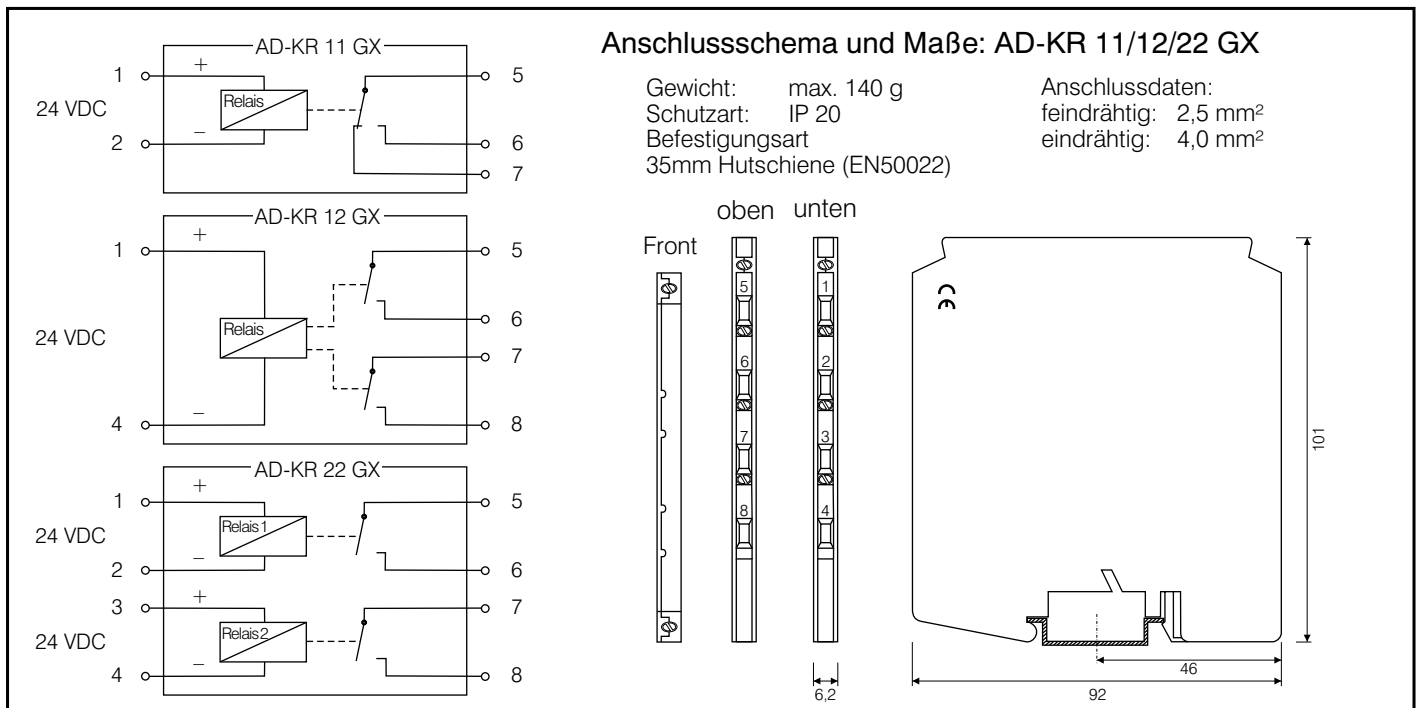 AD-KR 11 GX
1 + 5
24 VDC Relais
2 − 6
7
AD-KR 12 GX
1 + 5
6
24 VDC Relais
7
4 − 8
AD-KR 22 GX
1 + 5
24 VDC Relais1
2 − 6
3 + 7
24 VDC Relais2
4 − 8
Anschlussschema und Maße: AD-KR 11/12/22 GX
Gewicht: max. 140 g
Schutzart: IP 20
Befestigungsart
35mm Hutschiene (EN50022)
Anschlussdaten:
feindrähtig: 2,5 mm²
eindrähtig: 4,0 mm²
Front
oben
5
6
7
8
unten
1
2
3
4
6,2
CE
101
46
92